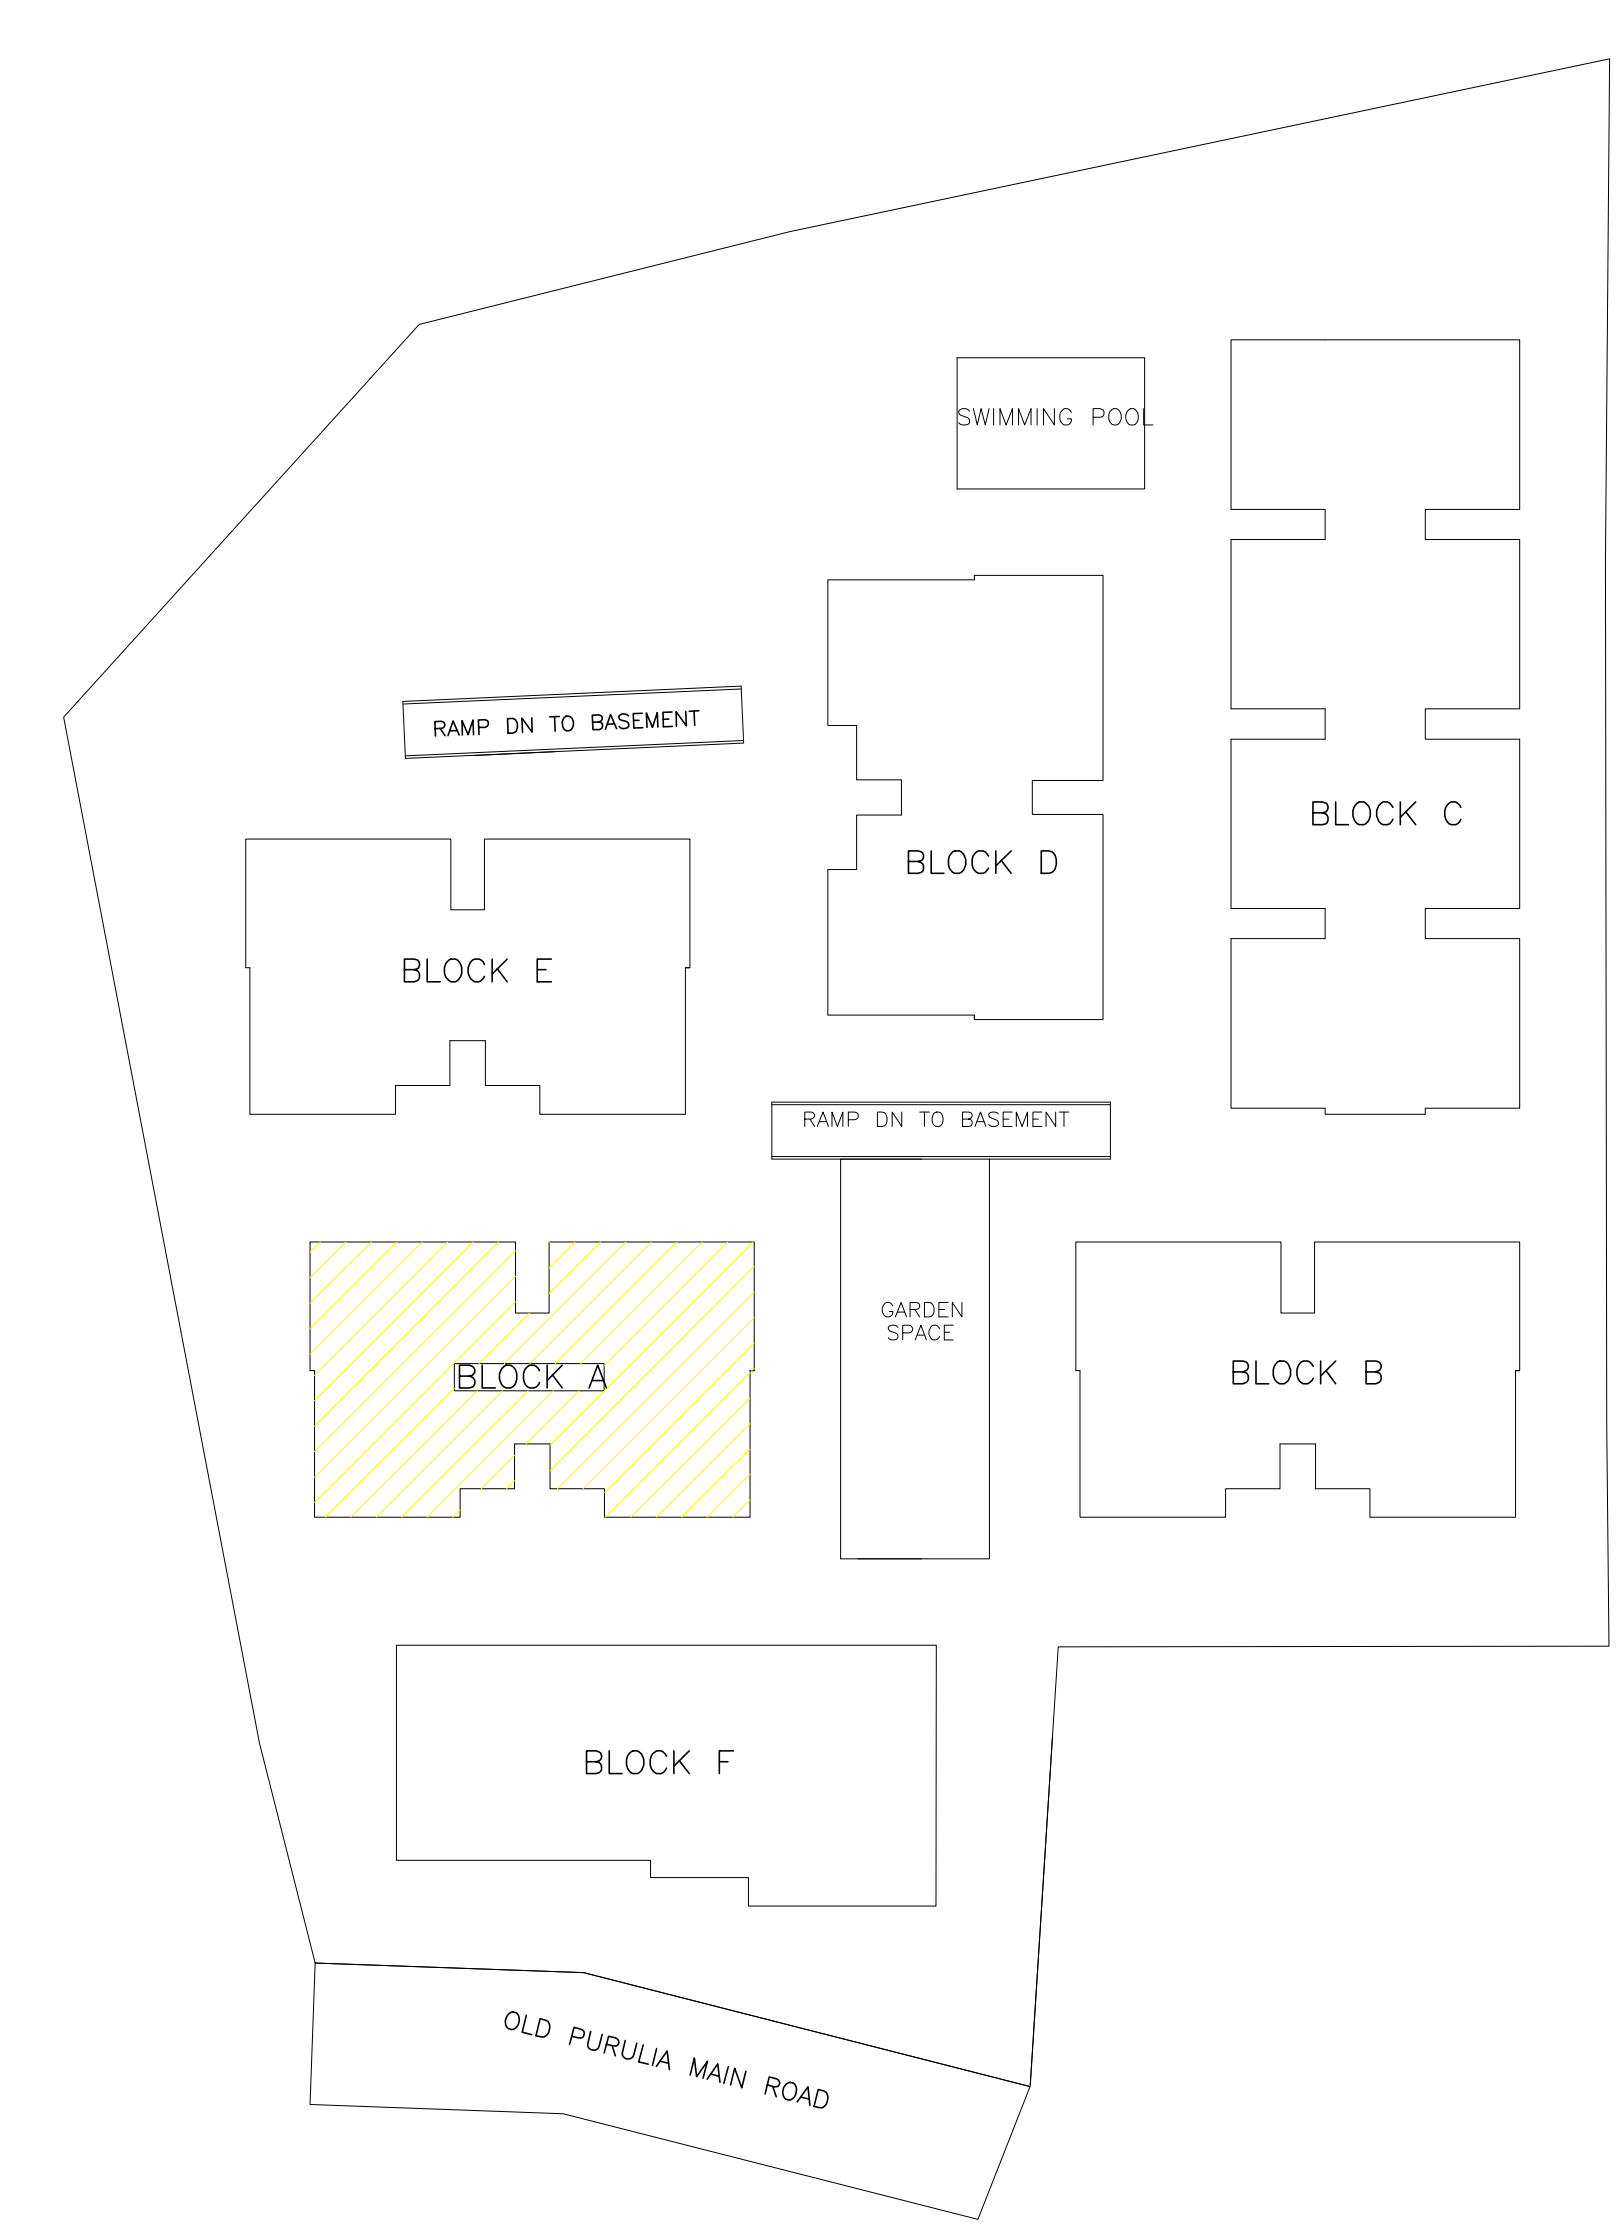 SWIMMING POOL
RAMP DN TO BASEMENT
BLOCK C
BLOCK D
BLOCK E
RAMP DN TO BASEMENT
GARDEN
SPACE
BLOCK A
BLOCK B
BLOCK F
OLD PURULIA MAIN ROAD